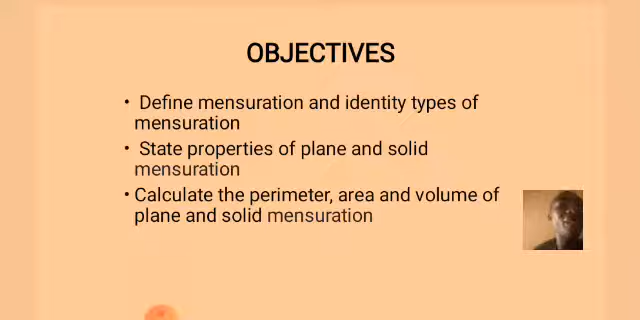 OBJECTIVES
• Define mensuration and identity types of
mensuration
• State properties of plane and solid
mensuration
• Calculate the perimeter, area and volume of
plane and solid mensuration